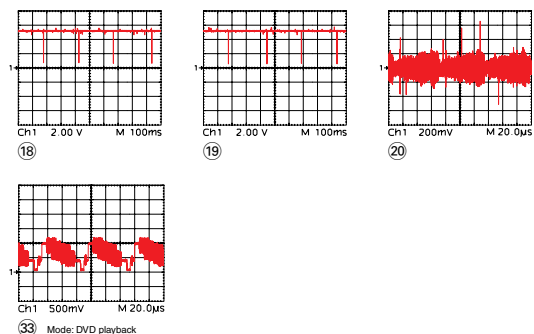 1→ 1→ 1→
Ch1 2.00 V M 100ms Ch1 2.00 V M 100ms Ch1 200mV M 20.0µs
⑱ ⑲ ⑳
1→
Ch1 500mV M 20.0µs
㉝ Mode: DVD playback